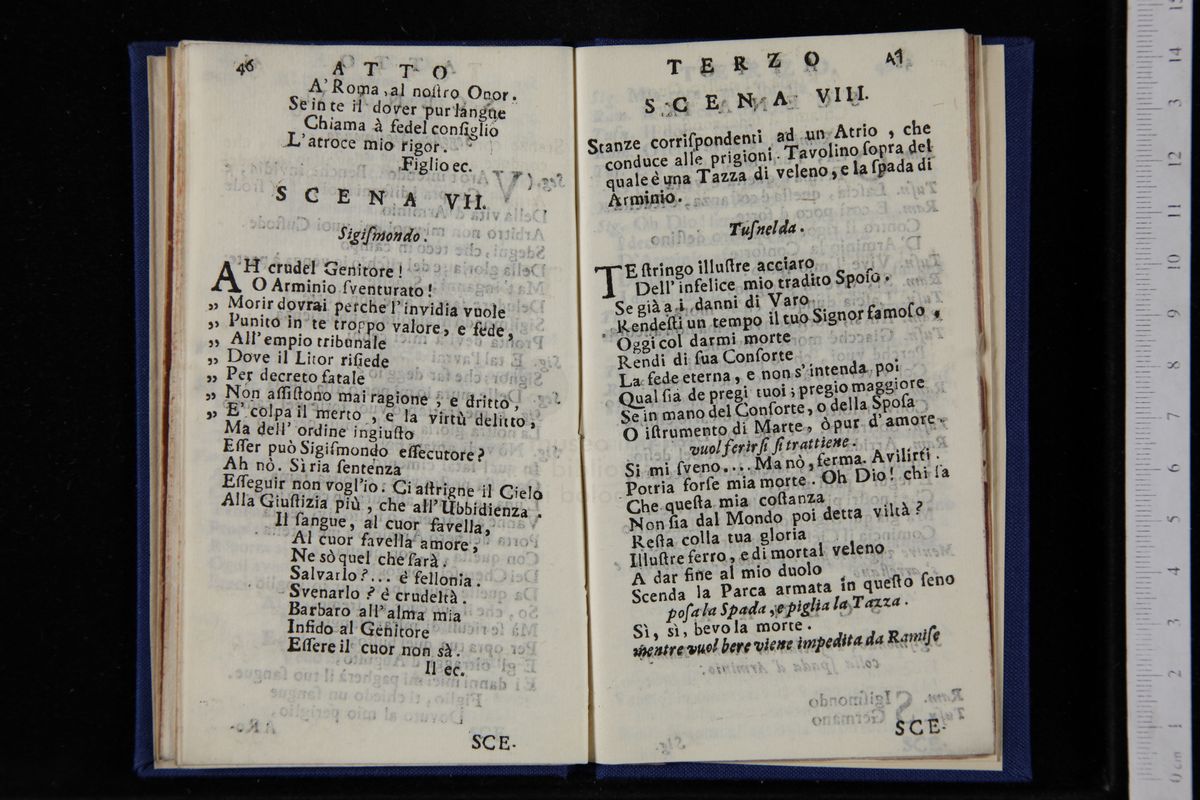 46
ATTO
A' Roma, al noſtro Onor.
Se in te il dover pur langue
Chiama à fedel conſiglio
L'atroce mio rigor.
Figlio ec.
SCENA VII.
Sigiſmondo.
AH crudel Genitore!
O Arminio ſventurato!
„ Morir dovrai perche l'invidia vuole
„ Punito in te troppo valore, e fede,
„ All'empio tribunale
„ Dove il Litor riſiede
„ Per decreto fatale
„ Non aſſiſtono mai ragione, e dritto,
„ E' colpa il merto, e la virtù delitto,
Ma dell' ordine ingiuſto
Eſſer può Sigiſmondo eſſecutore?
Ah nò. Sì ria ſentenza
Eſſeguir non vogl'io. Ci aſtrigne il Cielo
Alla Giuſtizia più, che all'Ubbidienza.
Il ſangue, al cuor favella,
Al cuor favella amore,
Ne sò quel che ſarà.
Salvarlo?... è fellonia.
Svenarlo? è crudeltà.
Barbaro all'alma mia
Infido al Genitore
Eſſere il cuor non sà.
Il ec.
SCE-
TERZO
47
SCENA VIII.
Stanze corriſpondenti ad un Atrio, che
conduce alle prigioni. Tavolino ſopra del
quale è una Tazza di veleno, e la ſpada di
Arminio.
Tuſnelda.
TE ſtringo illuſtre acciaro
Dell' infelice mio tradito Spoſo.
Se già a i danni di Varo
Rendeſti un tempo il tuo Signor famoſo,
Oggi col darmi morte
Rendi di ſua Conſorte
La fede eterna, e non s'intenda poi
Qual ſia de pregi tuoi; pregio maggiore
Se in mano del Conſorte, o della Spoſa
O iſtrumento di Marte, ò pur d'amore.
vuol ferirſi ſi trattiene.
Si mi ſveno.... Ma nò, ferma. Avilirti
Potria forſe mia morte. Oh Dio! chi ſa
Che queſta mia coſtanza
Non ſia dal Mondo poi detta viltà?
Reſta colla tua gloria
Illuſtre ferro, e di mortal veleno
A dar fine al mio duolo
Scenda la Parca armata in queſto ſeno
poſa la Spada, e piglia la Tazza.
Sì, sì, bevo la morte.
mentre vuol bere viene impedita da Ramiſe
SCE-